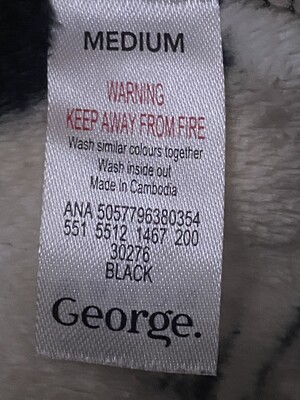 MEDIUM
WARNING
KEEP AWAY FROM FIRE
Wash similar colours together
Wash inside out
Made in Cambodia
ANA 5057796380354
551 5512 1467 200
30276
BLACK
George.